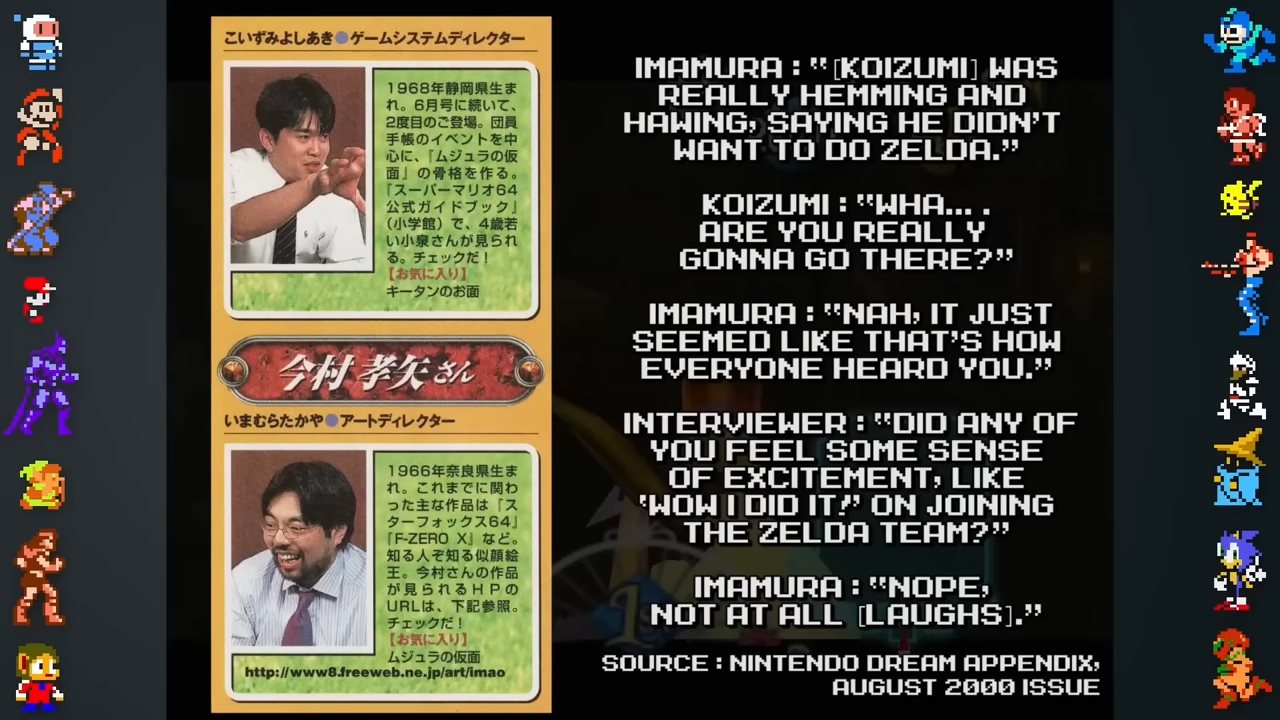 こいずみよしあき●ゲームシステムディレクター
1968年静岡県生ま
れ。6月号に続いて、
2度目のご登場。団員
手帳のイベントを中
心に、『ムジュラの仮
面』の骨格を作る。
『スーパーマリオ64
公式ガイドブック』
（小学館）で、4歳若
い小泉さんが見られ
る。チェックだ！
【お気に入り】
キータンのお面
今村孝矢さん
いまむらたかや●アートディレクター
1966年奈良県生ま
れ。これまでに関わ
った主な作品は『ス
ターフォックス64』
『F-ZERO X』など。
知る人ぞ知る似顔絵
王。今村さんの作品
が見られるHPの
URLは、下記参照。
チェックだ！
【お気に入り】
ムジュラの仮面
http://www8.freeweb.ne.jp/art/imao
IMAMURA : "[KOIZUMI] WAS
REALLY HEMMING AND
HAWING, SAYING HE DIDN'T
WANT TO DO ZELDA."
KOIZUMI : "WHA... .
ARE YOU REALLY
GONNA GO THERE?"
IMAMURA : "NAH, IT JUST
SEEMED LIKE THAT'S HOW
EVERYONE HEARD YOU."
INTERVIEWER : "DID ANY OF
YOU FEEL SOME SENSE
OF EXCITEMENT, LIKE
'WOW I DID IT!' ON JOINING
THE ZELDA TEAM?"
IMAMURA : "NOPE,
NOT AT ALL [LAUGHS]."
SOURCE : NINTENDO DREAM APPENDIX,
AUGUST 2000 ISSUE